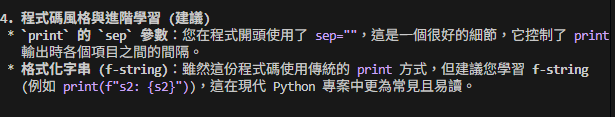 4. 程式碼風格與進階學習 (建議)
* `print` 的 `sep` 參數：您在程式開頭使用了 sep=""，這是一個很好的細節，它控制了 print
輸出時各個項目之間的間隔。
* 格式化字串 (f-string)：雖然這份程式碼使用傳統的 print 方式，但建議您學習 f-string
(例如 print(f"s2: {s2}"))，這在現代 Python 專案中更為常見且易讀。